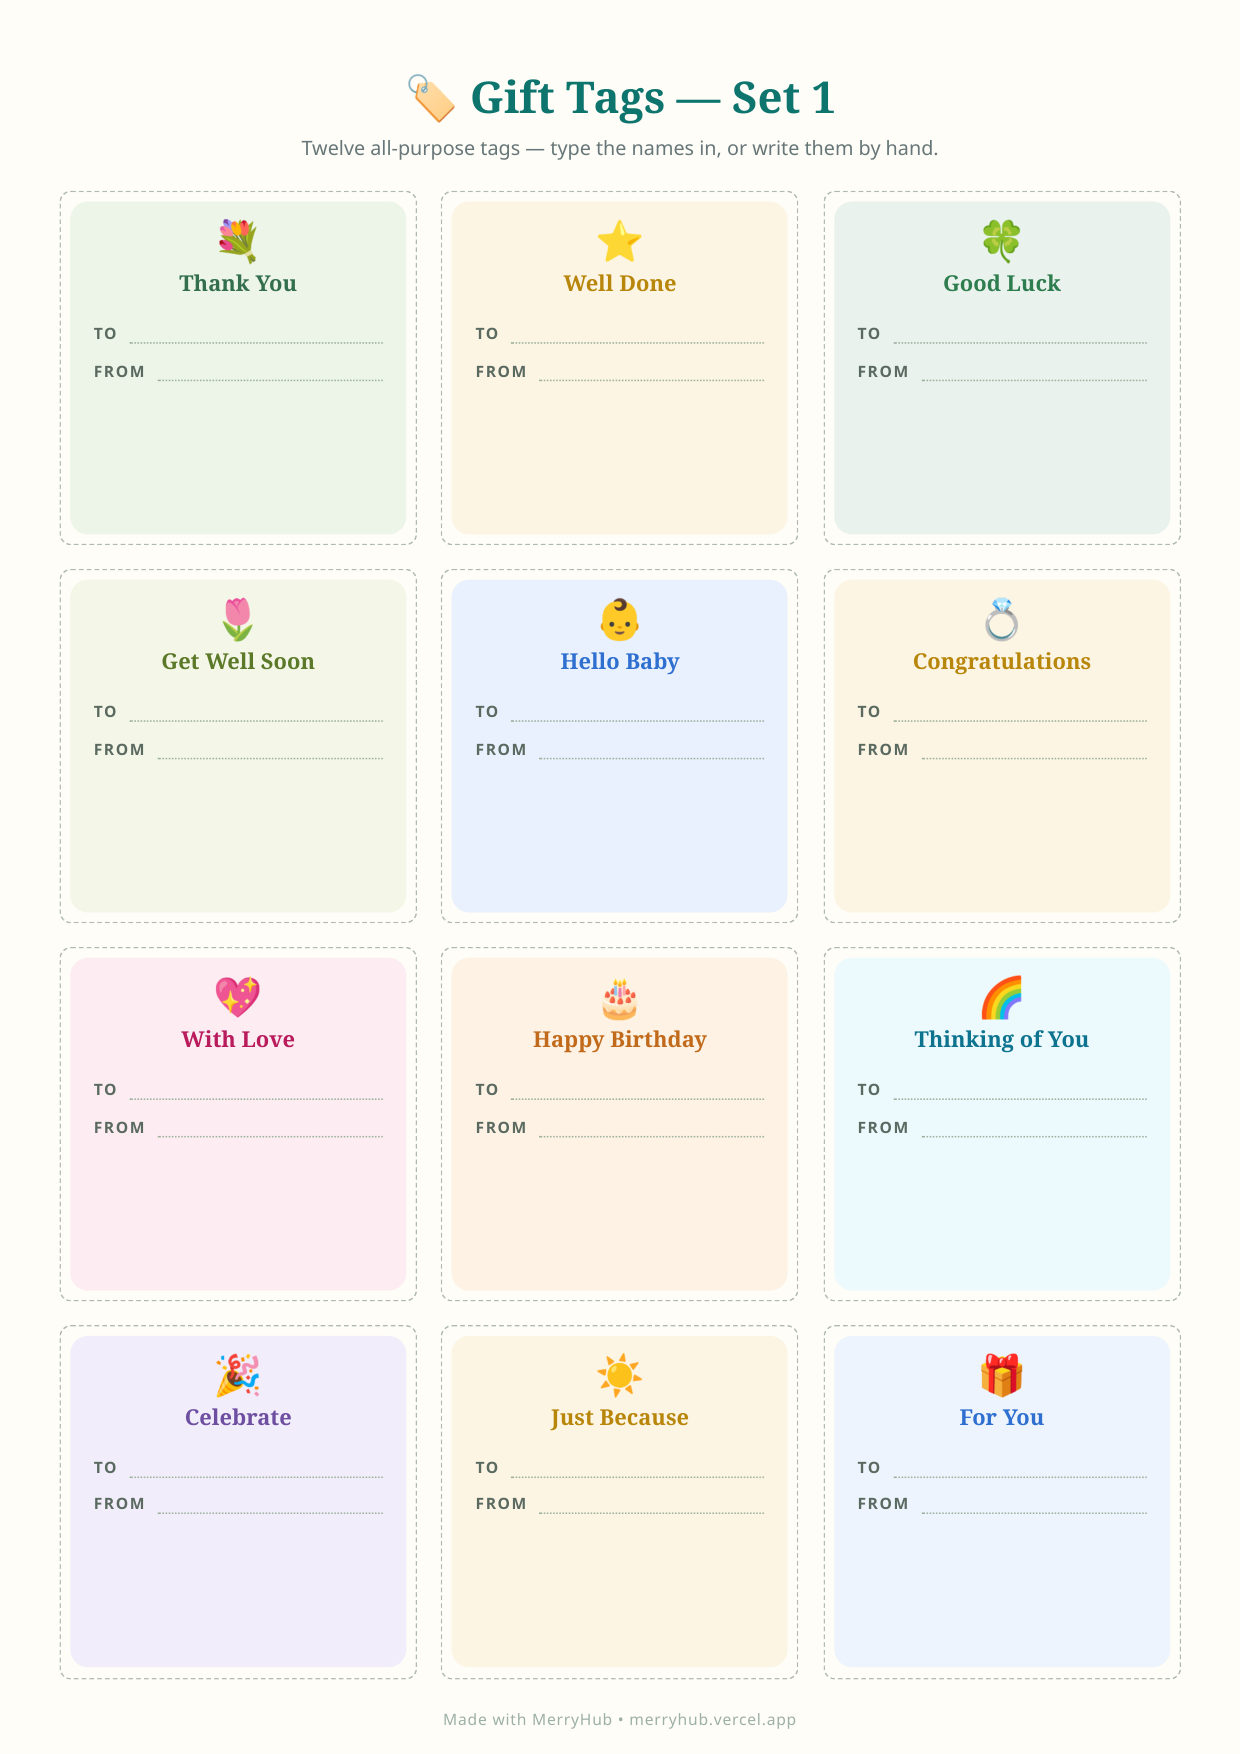 Gift Tags — Set 1
Twelve all-purpose tags — type the names in, or write them by hand.
Thank You
TO
FROM
Well Done
TO
FROM
Good Luck
TO
FROM
Get Well Soon
TO
FROM
Hello Baby
TO
FROM
Congratulations
TO
FROM
With Love
TO
FROM
Happy Birthday
TO
FROM
Thinking of You
TO
FROM
Celebrate
TO
FROM
Just Because
TO
FROM
For You
TO
FROM
Made with MerryHub • merryhub.vercel.app